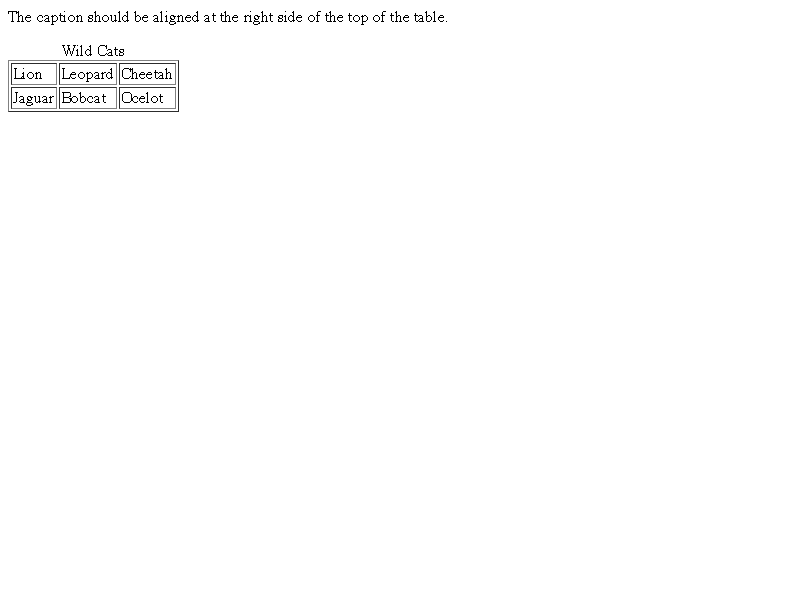 The caption should be aligned at the right side of the top of the table.
Wild Cats
Lion Leopard Cheetah
Jaguar Bobcat Ocelot